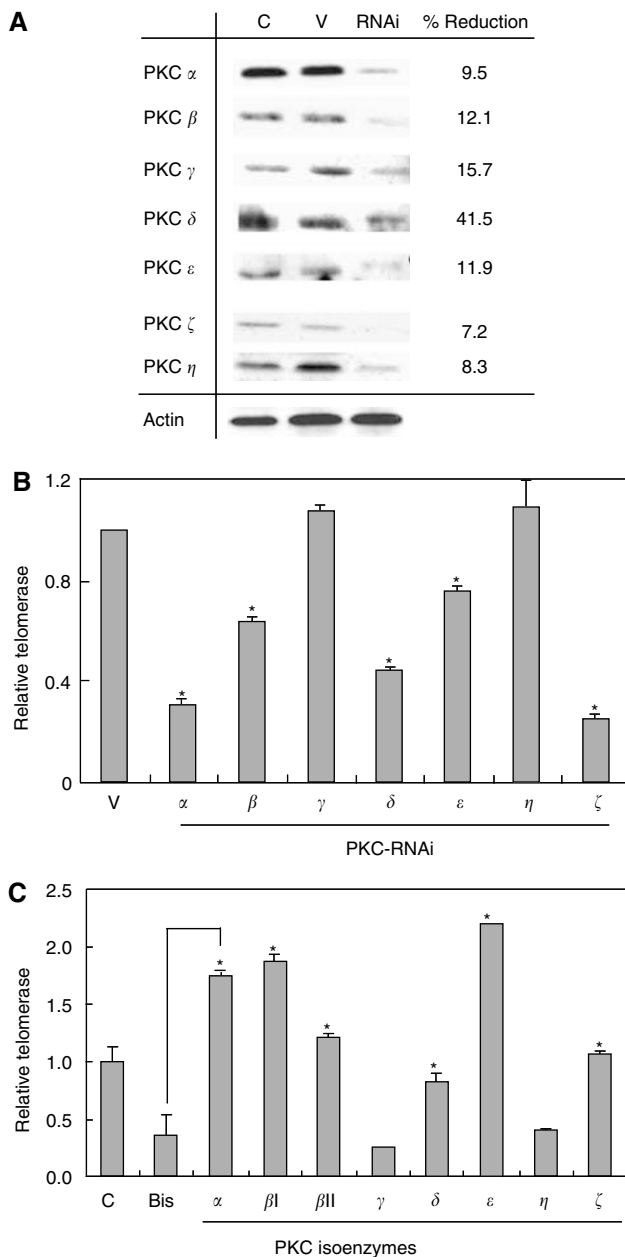 A
C V RNAi % Reduction
PKC α 9.5
PKC β 12.1
PKC γ 15.7
PKC δ 41.5
PKC ε 11.9
PKC ζ 7.2
PKC η 8.3
Actin
B
Relative telomerase
1.2
0.8
0.4
0
* * * * *
V α β γ δ ε η ζ
PKC-RNAi
C
Relative telomerase
2.5
2.0
1.5
1.0
0.5
0.0
* * * * * *
C Bis α βI βII γ δ ε η ζ
PKC isoenzymes